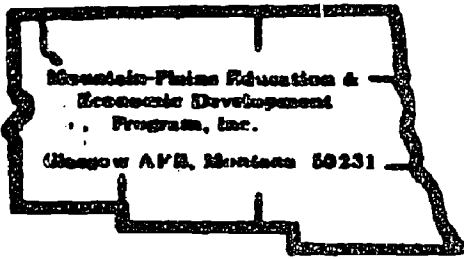 Mountain-Plains Education &
Economic Development
Program, Inc.
Glasgow AFB, Montana 59231